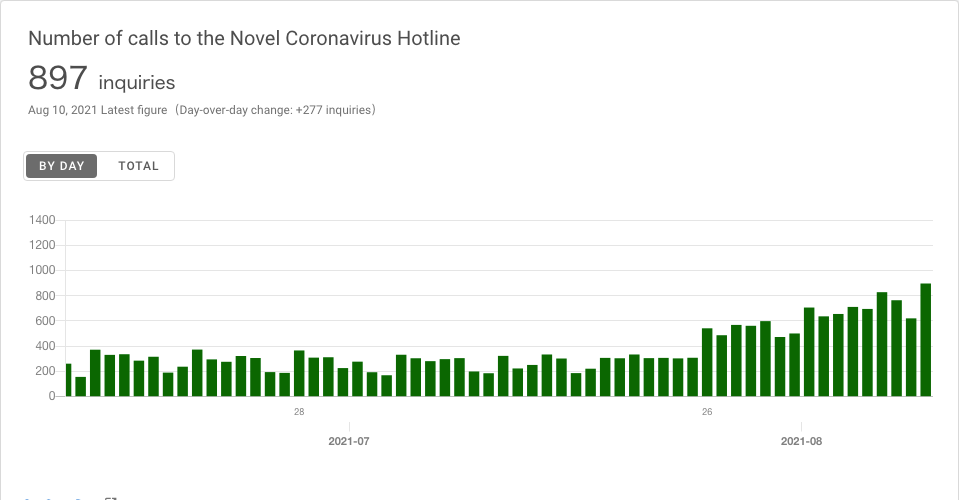 Number of calls to the Novel Coronavirus Hotline
897 inquiries
Aug 10, 2021 Latest figure（Day-over-day change: +277 inquiries）
BY DAY TOTAL
1400
1200
1000
800
600
400
200
0
28 26
2021-07 2021-08